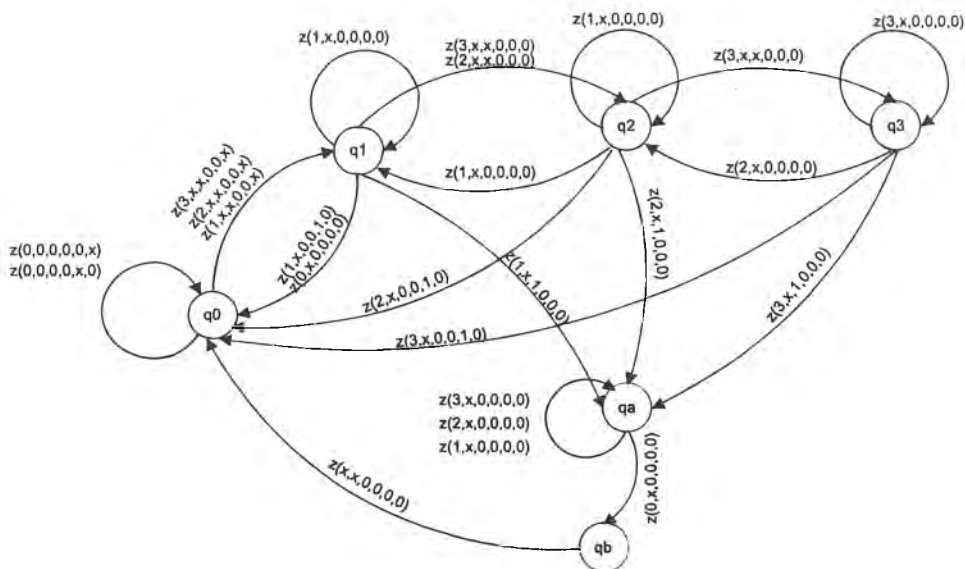 z(1,x,0,0,0,0)
z(3,x,x,0,0,0)
z(2,x,x,0,0,0)
z(1,x,0,0,0,0)
z(3,x,x,0,0,0)
z(3,x,0,0,0,0)
q1
q2
q3
z(3,x,x,0,0,x)
z(2,x,x,0,0,x)
z(1,x,x,0,0,x)
z(1,x,0,0,0,0)
z(2,x,0,0,0,0)
z(1,x,0,0,1,0)
z(0,x,0,0,0,0)
z(2,x,1,0,0,0)
z(0,0,0,0,0,x)
z(0,0,0,0,x,0)
z(2,x,0,0,1,0)
z(1,x,1,0,0,0)
z(3,x,1,0,0,0)
q0
z(3,x,0,0,1,0)
z(3,x,0,0,0,0)
z(2,x,0,0,0,0)
z(1,x,0,0,0,0)
qa
z(x,x,0,0,0,0)
z(0,x,0,0,0,0)
qb